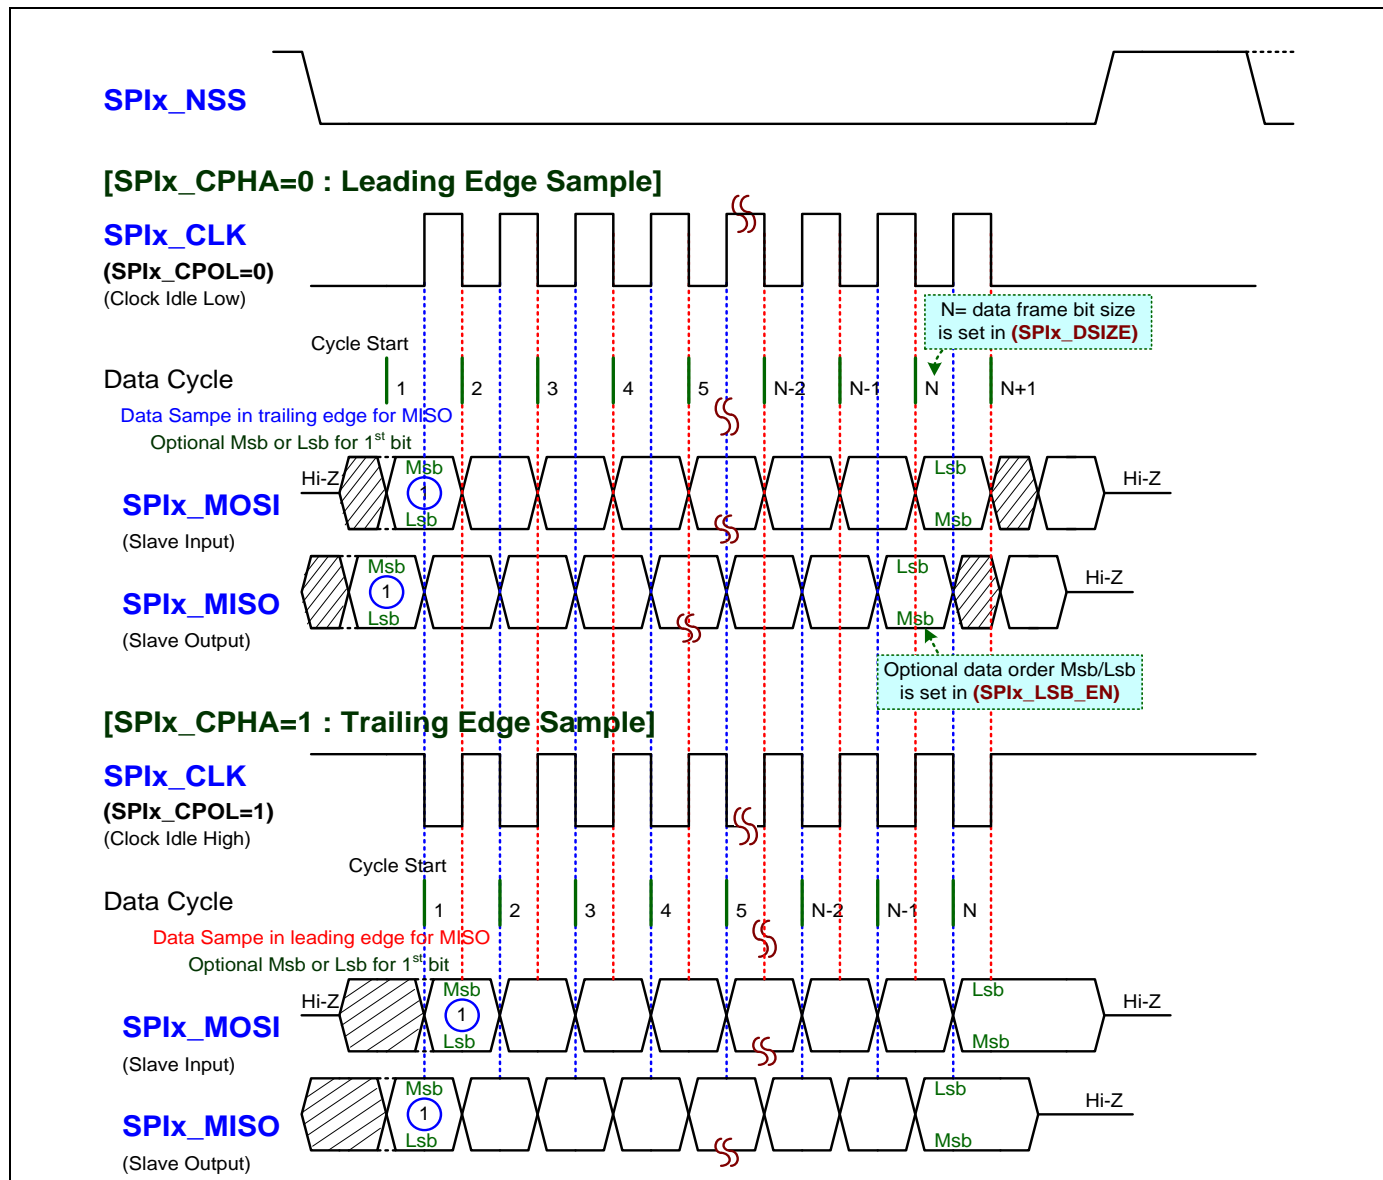 SPIx_NSS
[SPIx_CPHA=0 : Leading Edge Sample]
SPIx_CLK
(SPIx_CPOL=0)
(Clock Idle Low)
N= data frame bit size
is set in (SPIx_DSIZE)
Cycle Start
Data Cycle
1 2 3 4 5 N-2 N-1 N N+1
Data Sampe in trailing edge for MISO
Optional Msb or Lsb for 1st bit
Hi-Z Msb Lsb Hi-Z
SPIx_MOSI 1
Lsb Msb
(Slave Input)
Msb Lsb Hi-Z
SPIx_MISO 1
Lsb Msb
(Slave Output)
Optional data order Msb/Lsb
is set in (SPIx_LSB_EN)
[SPIx_CPHA=1 : Trailing Edge Sample]
SPIx_CLK
(SPIx_CPOL=1)
(Clock Idle High)
Cycle Start
Data Cycle
1 2 3 4 5 N-2 N-1 N
Data Sampe in leading edge for MISO
Optional Msb or Lsb for 1st bit
Hi-Z Msb Lsb Hi-Z
SPIx_MOSI 1
Lsb Msb
(Slave Input)
Msb Lsb Hi-Z
SPIx_MISO 1
Lsb Msb
(Slave Output)